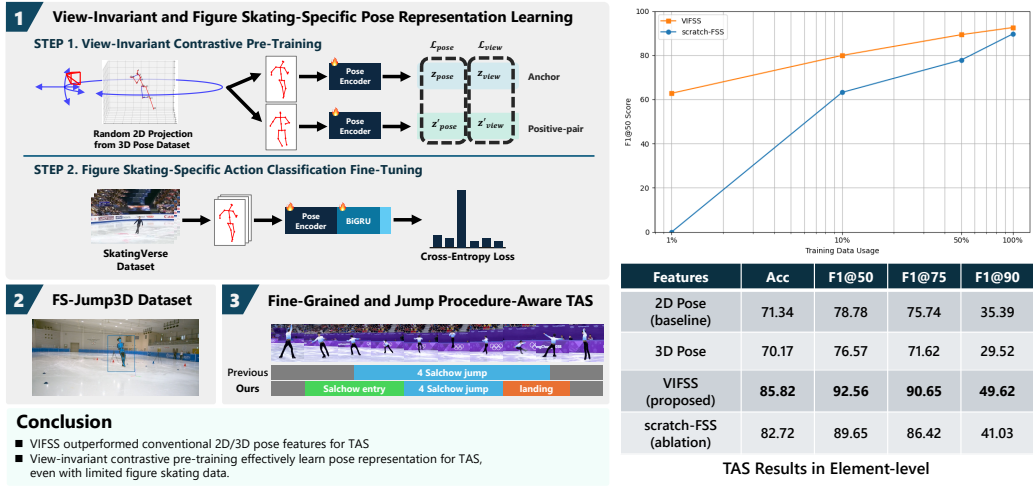 1
View-Invariant and Figure Skating-Specific Pose Representation Learning
STEP 1. View-Invariant Contrastive Pre-Training
ℒ_pose ℒ_view
Pose
Encoder
z_pose z_view
Anchor
Random 2D Projection
from 3D Pose Dataset
Pose
Encoder
z'_pose z'_view
Positive-pair
STEP 2. Figure Skating-Specific Action Classification Fine-Tuning
Pose
Encoder
BiGRU
SkatingVerse
Dataset
Cross-Entropy Loss
2
FS-Jump3D Dataset
3
Fine-Grained and Jump Procedure-Aware TAS
Previous
4 Salchow jump
Ours
Salchow entry
4 Salchow jump
landing
Conclusion
■ VIFSS outperformed conventional 2D/3D pose features for TAS
■ View-invariant contrastive pre-training effectively learn pose representation for TAS,
even with limited figure skating data.
VIFSS
scratch-FSS
100
80
60
40
20
0
F1@50 Score
1% 10% 50% 100%
Training Data Usage
Features Acc F1@50 F1@75 F1@90
2D Pose
(baseline)
71.34 78.78 75.74 35.39
3D Pose 70.17 76.57 71.62 29.52
VIFSS
(proposed)
85.82 92.56 90.65 49.62
scratch-FSS
(ablation)
82.72 89.65 86.42 41.03
TAS Results in Element-level